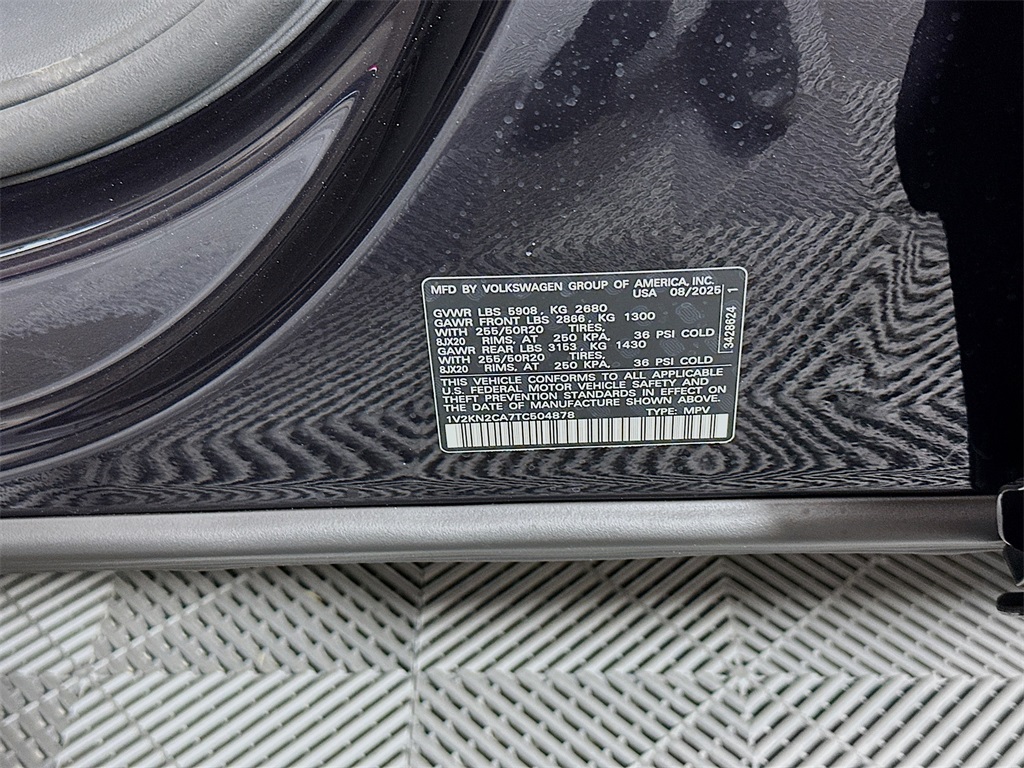 MFD BY VOLKSWAGEN GROUP OF AMERICA, INC.
USA 08/2025
GVWR LBS 5908, KG 2680
GAWR FRONT LBS 2866, KG 1300
WITH 255/50R20 TIRES,
8JX20 RIMS, AT 250 KPA, 36 PSI COLD
GAWR REAR LBS 3153, KG 1430
WITH 255/50R20 TIRES,
8JX20 RIMS, AT 250 KPA, 36 PSI COLD
THIS VEHICLE CONFORMS TO ALL APPLICABLE
U.S. FEDERAL MOTOR VEHICLE SAFETY AND
THEFT PREVENTION STANDARDS IN EFFECT ON
THE DATE OF MANUFACTURE SHOWN ABOVE.
1V2KN2CA7TC504878 TYPE: MPV
3428624 1